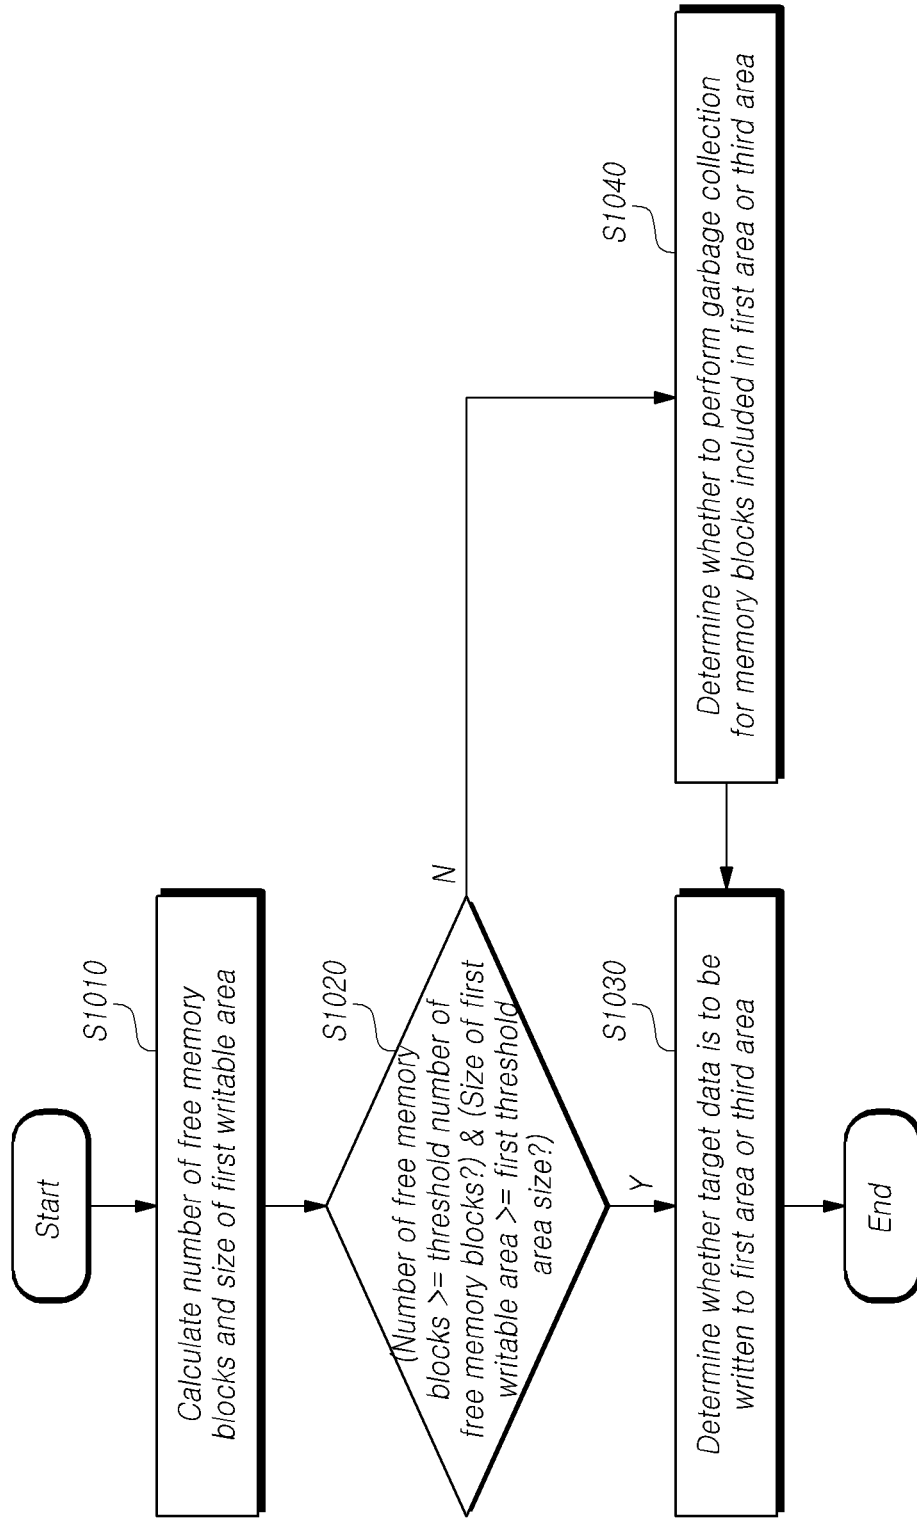 Start
S1010
Calculate number of free memory
blocks and size of first writable area
S1020
(Number of free memory
blocks >= threshold number of
free memory blocks?) & (Size of first
writable area >= first threshold
area size?)
N
Y
S1030
Determine whether target data is to be
written to first area or third area
S1040
Determine whether to perform garbage collection
for memory blocks included in first area or third area
End